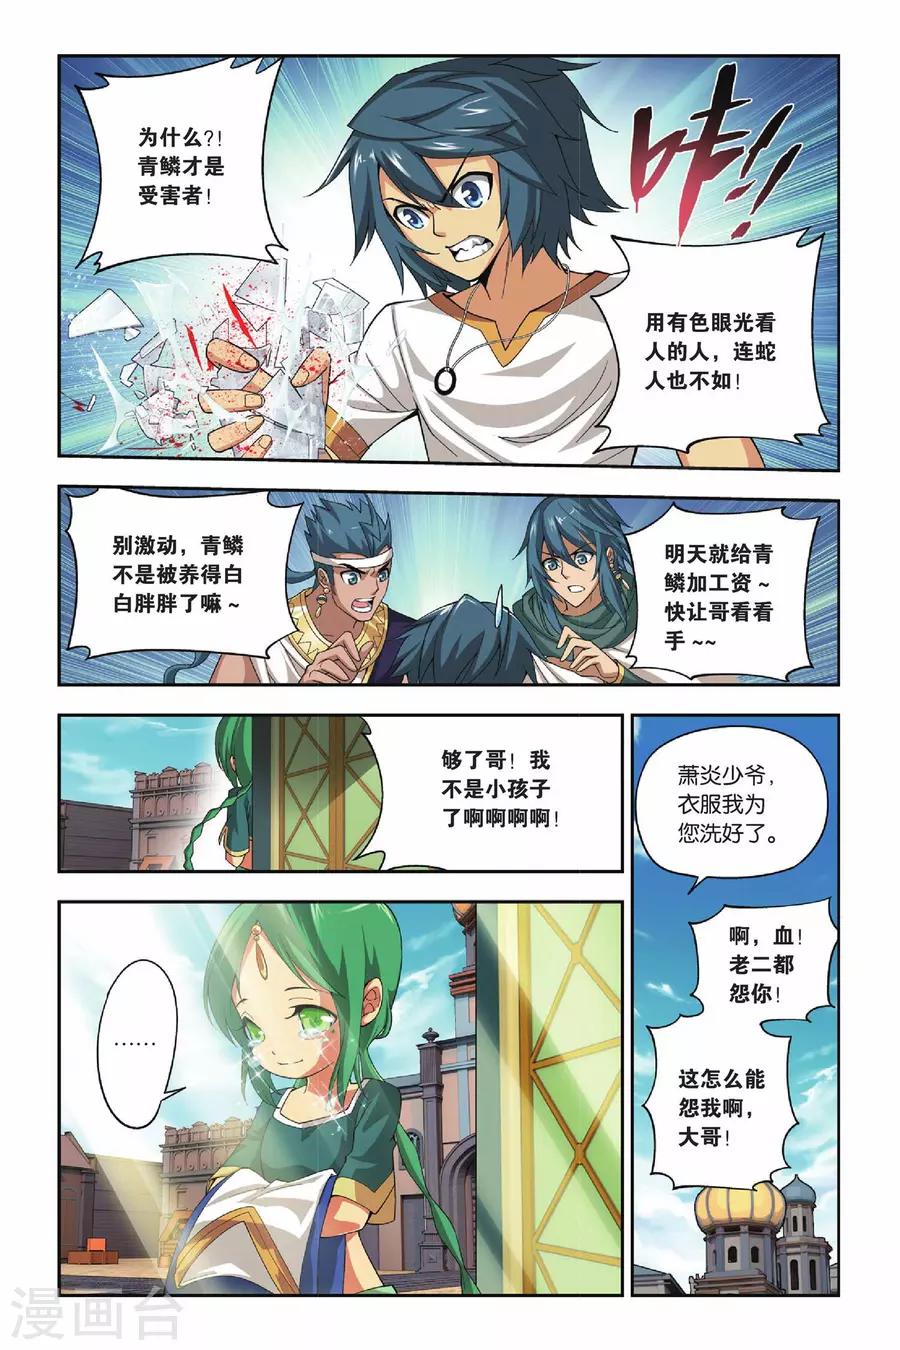 为什么?!
青鳞才是
受害者!
咔!!
用有色眼光看
人的人,连蛇
人也不如!
别激动,青鳞
不是被养得白
白胖胖了嘛~
明天就给青
鳞加工资~
快让哥看看
手~~
够了哥!我
不是小孩子
了啊啊啊啊!
萧炎少爷,
衣服我为
您洗好了。
……
啊,血!
老二都
怨你!
这怎么能
怨我啊,
大哥!
漫画台